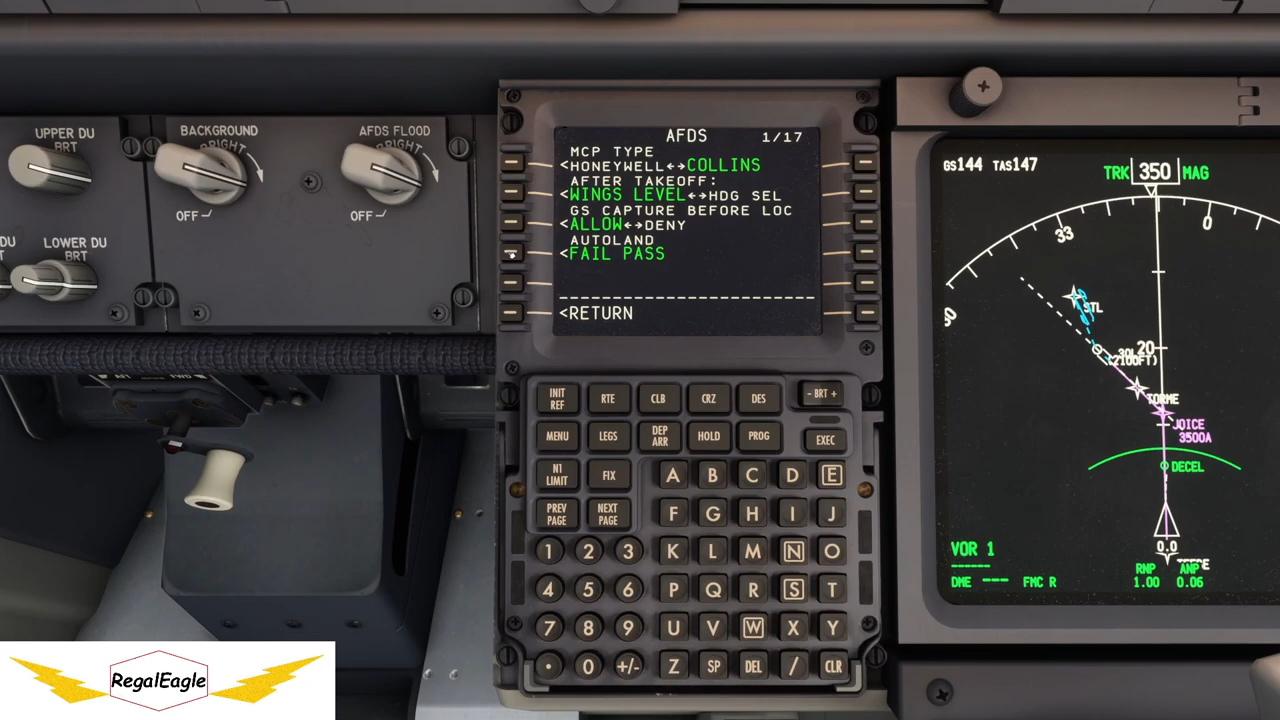 UPPER DU
BRT
BACKGROUND
BRIGHT
OFF
AFDS FLOOD
BRIGHT
OFF
DU
LOWER DU
BRT
AFT
FWD
AFDS 1/17
MCP TYPE
<HONEYWELL↔COLLINS
AFTER TAKEOFF:
<WINGS LEVEL↔HDG SEL
GS CAPTURE BEFORE LOC
<ALLOW↔DENY
AUTOLAND
<FAIL PASS
--------------------------
<RETURN
INIT REF
RTE
CLB
CRZ
DES
- BRT +
MENU
LEGS
DEP ARR
HOLD
PROG
EXEC
N1 LIMIT
FIX
A B C D E
PREV PAGE
NEXT PAGE
F G H I J
1 2 3 K L M N O
4 5 6 P Q R S T
7 8 9 U V W X Y
. 0 +/- Z SP DEL / CLR
GS144 TAS147
TRK 350 MAG
33
0
STL
20
(2100FT)
TORME
JOICE
3500A
DECEL
0.0
VOR 1
------
DME ---
FMC R
RNP
1.00
ANP
0.06
RegalEagle